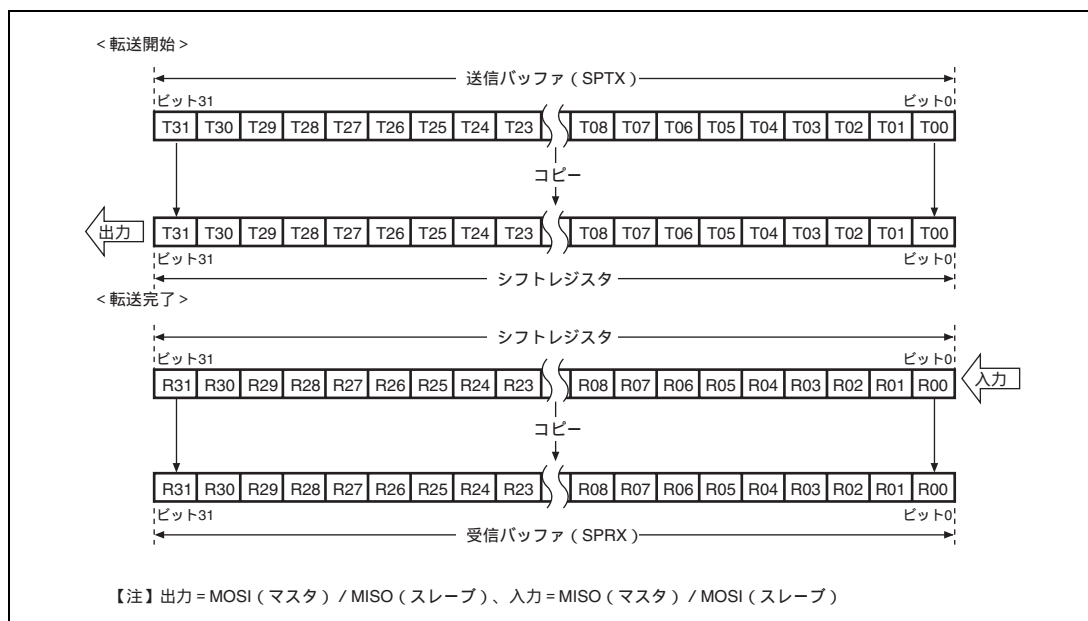 <転送開始>
送信バッファ(SPTX)
ビット31 ビット0
T31 T30 T29 T28 T27 T26 T25 T24 T23 T08 T07 T06 T05 T04 T03 T02 T01 T00
コピー
出力 T31 T30 T29 T28 T27 T26 T25 T24 T23 T08 T07 T06 T05 T04 T03 T02 T01 T00
ビット31 ビット0
シフトレジスタ
<転送完了>
シフトレジスタ
ビット31 ビット0
R31 R30 R29 R28 R27 R26 R25 R24 R23 R08 R07 R06 R05 R04 R03 R02 R01 R00 入力
コピー
R31 R30 R29 R28 R27 R26 R25 R24 R23 R08 R07 R06 R05 R04 R03 R02 R01 R00
ビット31 ビット0
受信バッファ(SPRX)
【注】出力=MOSI(マスタ)/MISO(スレーブ)、入力=MISO(マスタ)/MOSI(スレーブ)